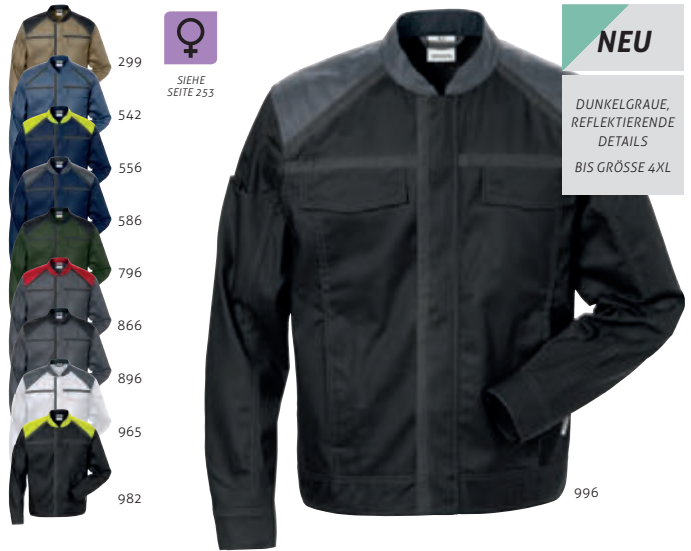 299
542
556
586
796
866
896
965
982
SIEHE
SEITE 253
NEU
DUNKELGRAUE,
REFLEKTIERENDE
DETAILS
BIS GRÖSSE 4XL
996